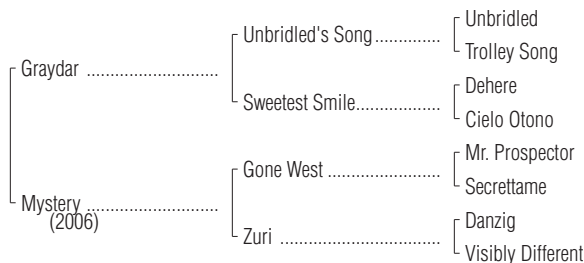 Unbridled
Unbridled's Song ..............
Trolley Song
Graydar ............................
Dehere
Sweetest Smile..................
Cielo Otono
Mr. Prospector
Gone West ........................
Secrettame
Mystery ............................
(2006)
Danzig
Zuri ..................................
Visibly Different